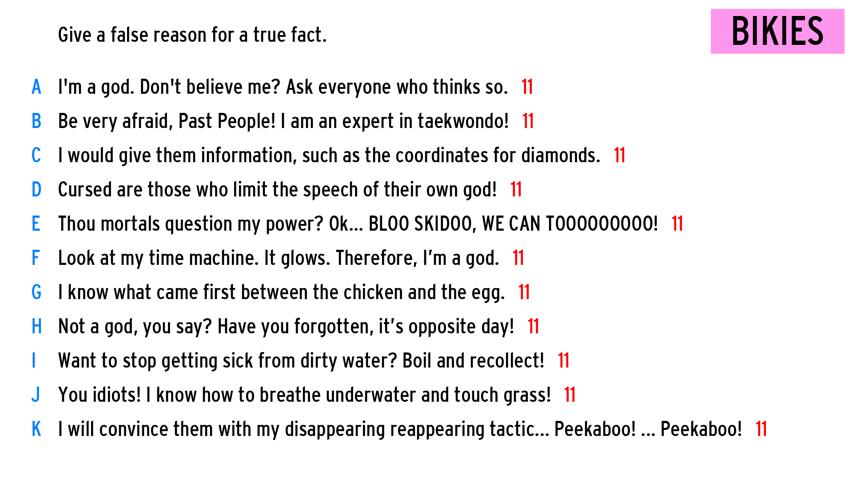 Give a false reason for a true fact.
BIKIES
A I'm a god. Don't believe me? Ask everyone who thinks so. 11
B Be very afraid, Past People! I am an expert in taekwondo! 11
C I would give them information, such as the coordinates for diamonds. 11
D Cursed are those who limit the speech of their own god! 11
E Thou mortals question my power? Ok... BLOO SKIDOO, WE CAN TOOOOOOOOO! 11
F Look at my time machine. It glows. Therefore, I’m a god. 11
G I know what came first between the chicken and the egg. 11
H Not a god, you say? Have you forgotten, it’s opposite day! 11
I Want to stop getting sick from dirty water? Boil and recollect! 11
J You idiots! I know how to breathe underwater and touch grass! 11
K I will convince them with my disappearing reappearing tactic... Peekaboo! ... Peekaboo! 11